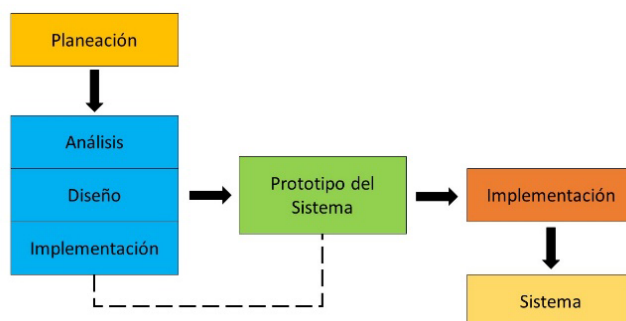 Planeación
Análisis
Diseño
Implementación
Prototipo del
Sistema
Implementación
Sistema